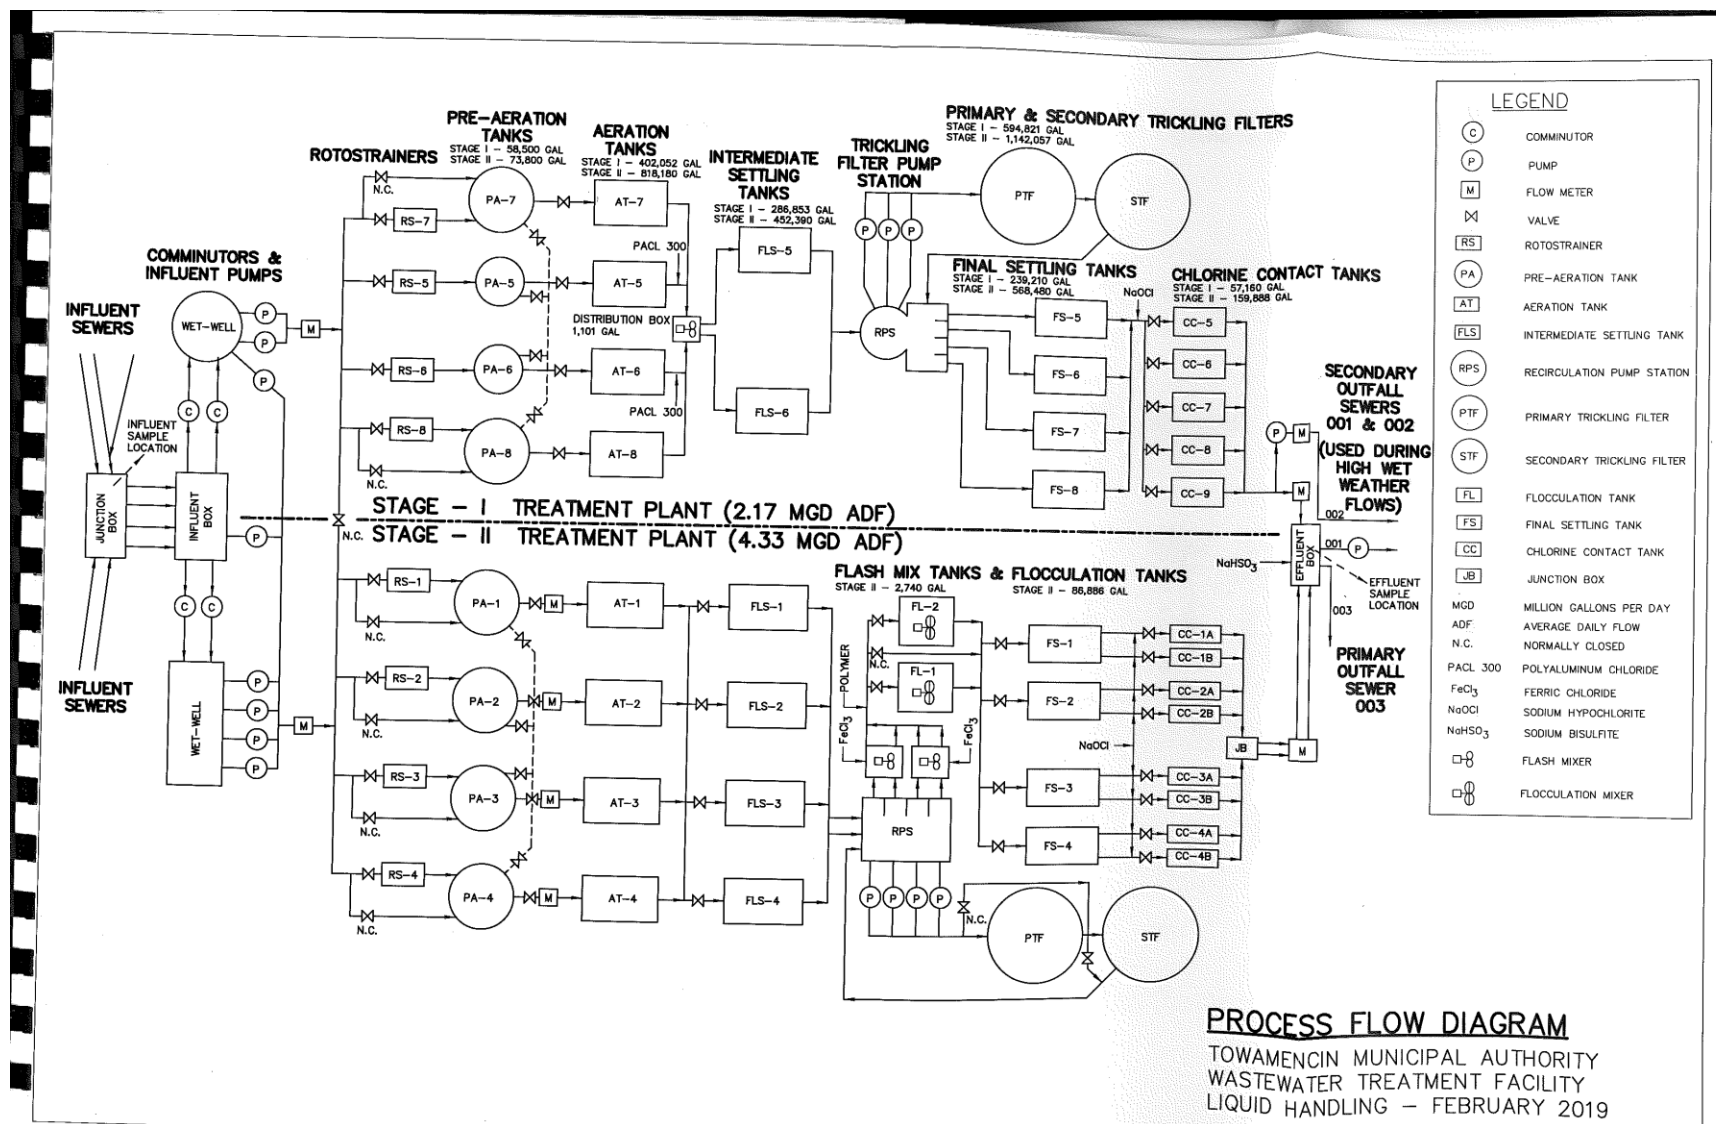 PRE-AERATION
TANKS
STAGE I - 58,500 GAL
STAGE II - 73,800 GAL
ROTOSTRAINERS
AERATION
TANKS
STAGE I - 402,052 GAL
STAGE II - 818,180 GAL
INTERMEDIATE
SETTLING
TANKS
STAGE I - 286,853 GAL
STAGE II - 452,390 GAL
TRICKLING
FILTER PUMP
STATION
PRIMARY & SECONDARY TRICKLING FILTERS
STAGE I - 594,821 GAL
STAGE II - 1,142,057 GAL
COMMINUTORS &
INFLUENT PUMPS
INFLUENT
SEWERS
WET-WELL
P
P
P
M
C
C
INFLUENT
SAMPLE
LOCATION
JUNCTION
BOX
INFLUENT
BOX
P
C
C
INFLUENT
SEWERS
WET-WELL
P
P
P
P
M
N.C.
N.C.
RS-7
PA-7
AT-7
RS-5
PA-5
AT-5
PACL 300
DISTRIBUTION BOX
1,101 GAL
RS-6
PA-6
AT-6
PACL 300
RS-8
PA-8
AT-8
N.C.
FLS-5
FLS-6
P
P
P
RPS
PTF
STF
FINAL SETTLING TANKS
STAGE I - 239,210 GAL
STAGE II - 568,480 GAL
NaOCl
CHLORINE CONTACT TANKS
STAGE I - 57,160 GAL
STAGE II - 159,888 GAL
FS-5
FS-6
FS-7
FS-8
CC-5
CC-6
CC-7
CC-8
CC-9
P
M
M
SECONDARY
OUTFALL
SEWERS
001 & 002
(USED DURING
HIGH WET
WEATHER
FLOWS)
002
001
P
003
NaHSO3
EFFLUENT
BOX
EFFLUENT
SAMPLE
LOCATION
PRIMARY
OUTFALL
SEWER
003
STAGE - I TREATMENT PLANT (2.17 MGD ADF)
STAGE - II TREATMENT PLANT (4.33 MGD ADF)
RS-1
N.C.
PA-1
M
AT-1
FLS-1
RS-2
N.C.
PA-2
M
AT-2
FLS-2
RS-3
N.C.
PA-3
M
AT-3
FLS-3
RS-4
N.C.
PA-4
M
AT-4
FLS-4
FLASH MIX TANKS & FLOCCULATION TANKS
STAGE II - 2,740 GAL
STAGE II - 86,886 GAL
FL-2
N.C.
FL-1
POLYMER
FeCl3
FeCl3
RPS
P
P
P
P
N.C.
PTF
STF
FS-1
FS-2
FS-3
FS-4
NaOCl
CC-1A
CC-1B
CC-2A
CC-2B
CC-3A
CC-3B
CC-4A
CC-4B
JB
M
LEGEND
C COMMINUTOR
P PUMP
M FLOW METER
VALVE
RS ROTOSTRAINER
PA PRE-AERATION TANK
AT AERATION TANK
FLS INTERMEDIATE SETTLING TANK
RPS RECIRCULATION PUMP STATION
PTF PRIMARY TRICKLING FILTER
STF SECONDARY TRICKLING FILTER
FL FLOCCULATION TANK
FS FINAL SETTLING TANK
CC CHLORINE CONTACT TANK
JB JUNCTION BOX
MGD MILLION GALLONS PER DAY
ADF AVERAGE DAILY FLOW
N.C. NORMALLY CLOSED
PACL 300 POLYALUMINUM CHLORIDE
FeCl3 FERRIC CHLORIDE
NaOCl SODIUM HYPOCHLORITE
NaHSO3 SODIUM BISULFITE
FLASH MIXER
FLOCCULATION MIXER
PROCESS FLOW DIAGRAM
TOWAMENCIN MUNICIPAL AUTHORITY
WASTEWATER TREATMENT FACILITY
LIQUID HANDLING - FEBRUARY 2019